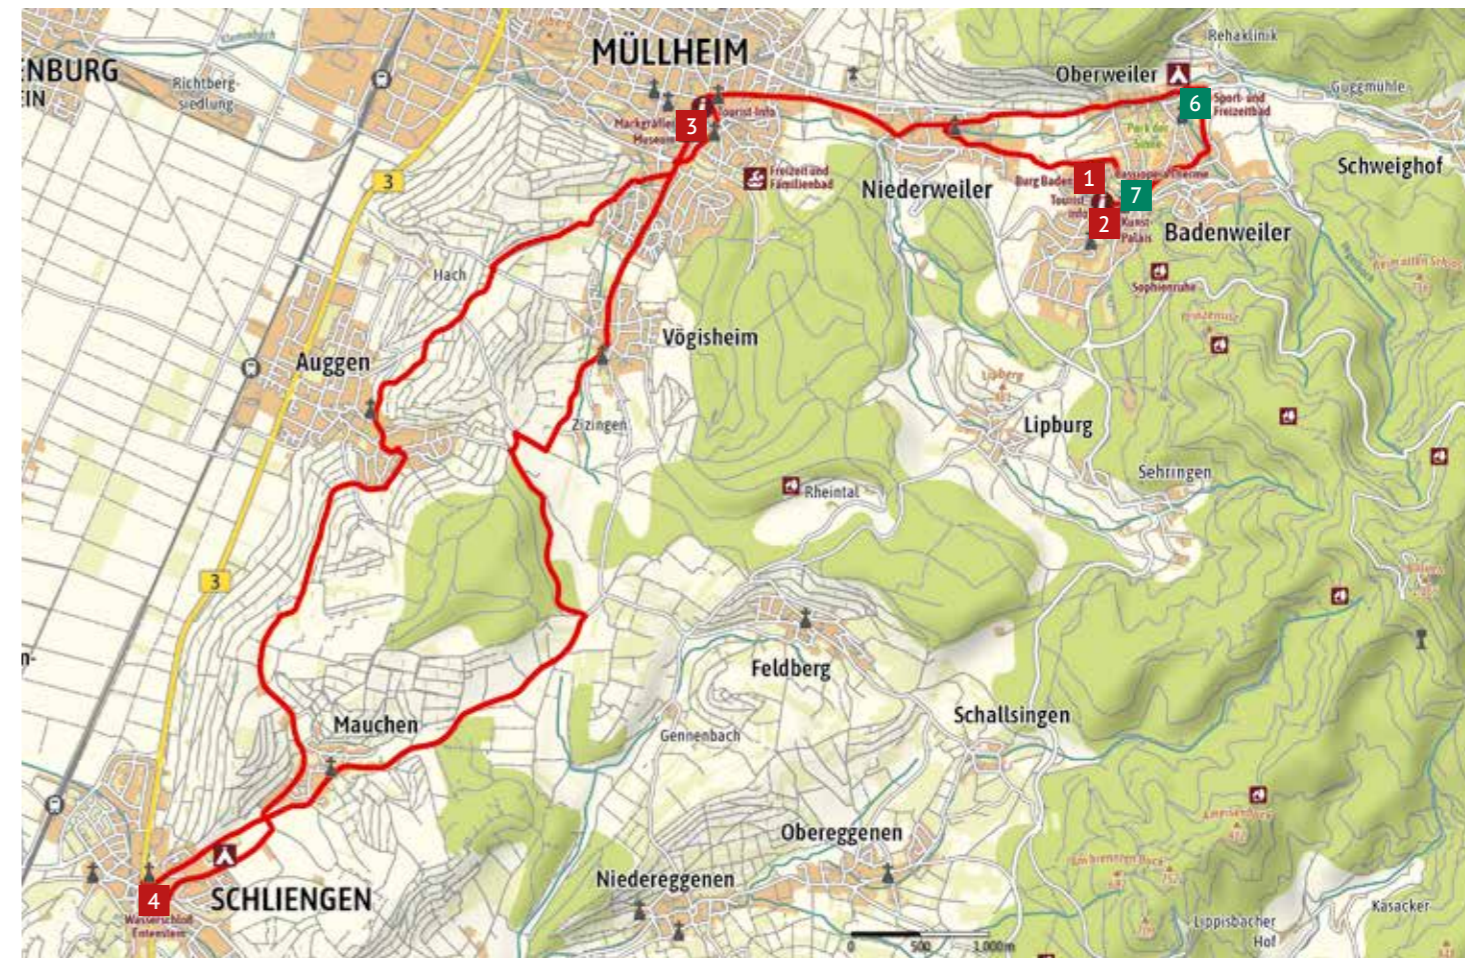 MÜLLHEIM
ENBURG
EIN
Klemmbach
Richtberg-
siedlung
Rehaklinik
Oberweiler
Guggmühle
6
Sport- und
Freizeitbad
Tourist-Info
Markgräfler
Museum
3
Park der
Sinne
Schweighof
3
Freizeit und
Familienbad
Niederweiler
Burg Baden
1
Cassiopeia Therme
7
Tourist-
info
2
Kunst-
Palais
Badenweiler
Hach
Sophienruhe
Vögisheim
Auggen
Zizingen
Lipburg
Sehringen
Rheintal
3
n-
Feldberg
Mauchen
Gennenbach
Schallsingen
Obereggenen
Niedereggenen
SCHLIENGEN
4
Wasserschloß
Entenstein
Kasacker
Lippisbacher
Hof
0 500 1.000m